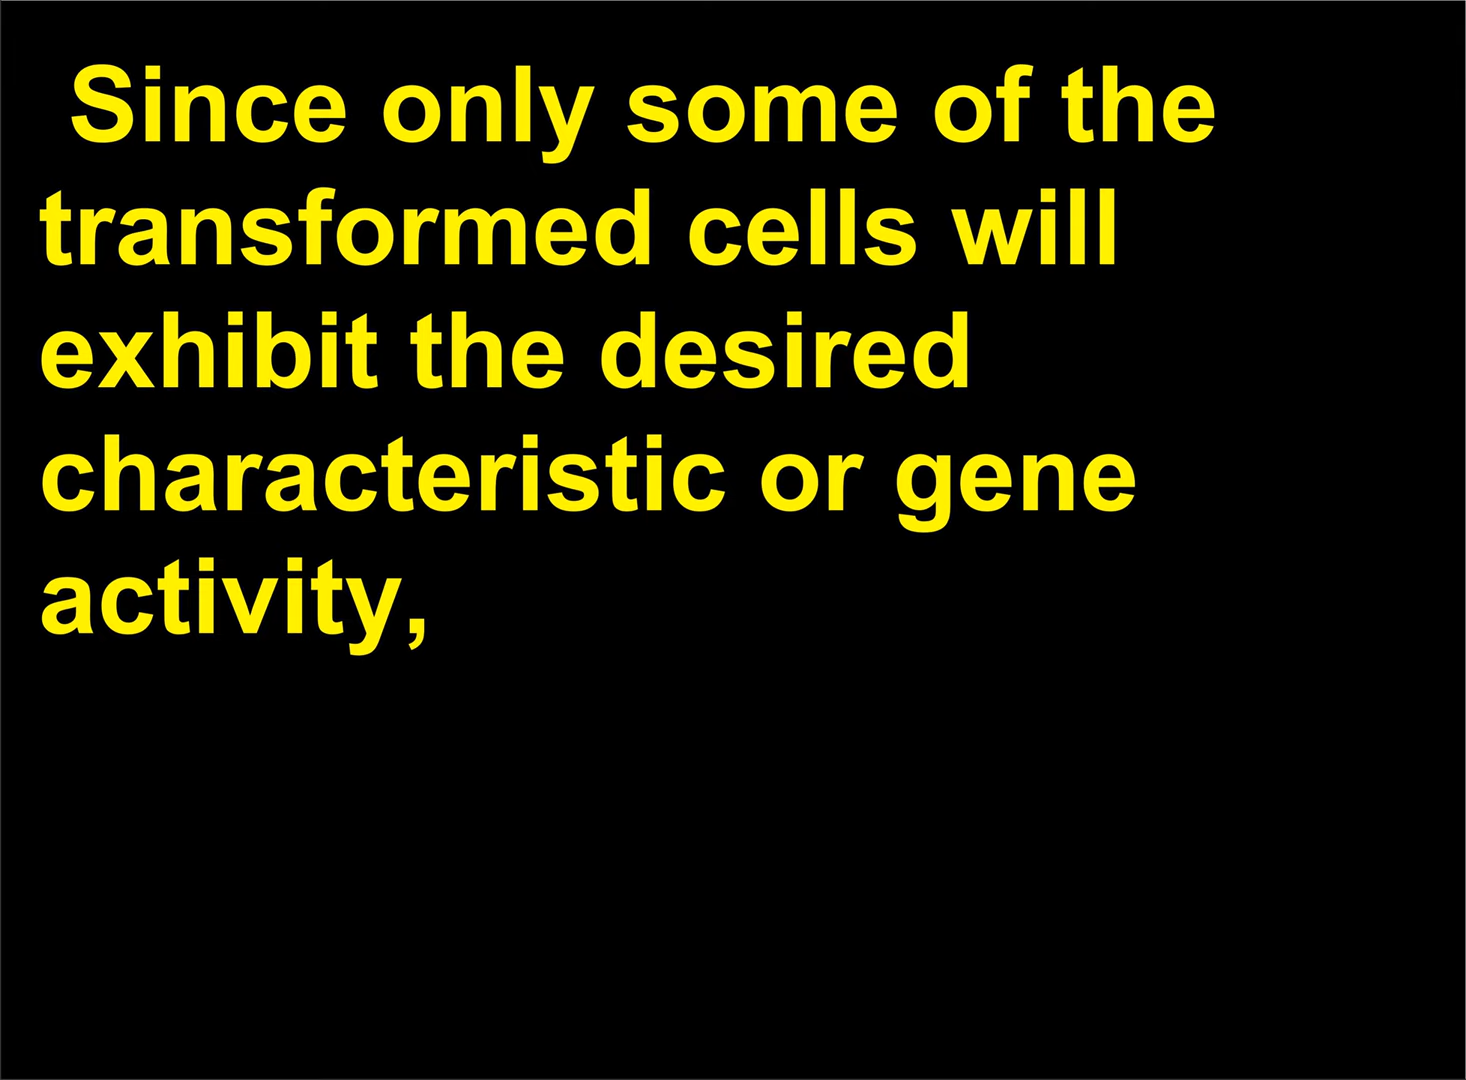 Since only some of the
transformed cells will
exhibit the desired
characteristic or gene
activity,